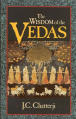 The WISDOM of the
VEDAS
J.C. Chatterji